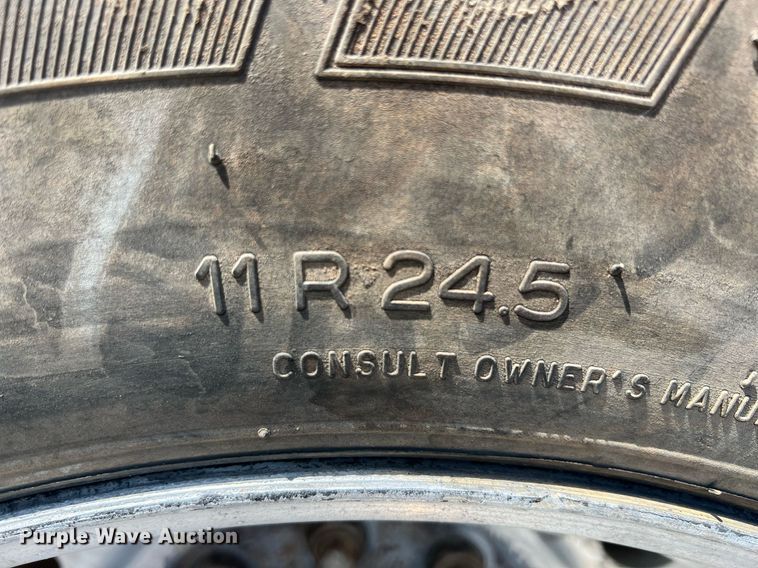 11 R 24.5
CONSULT OWNER'S
© Purple Wave Auction®